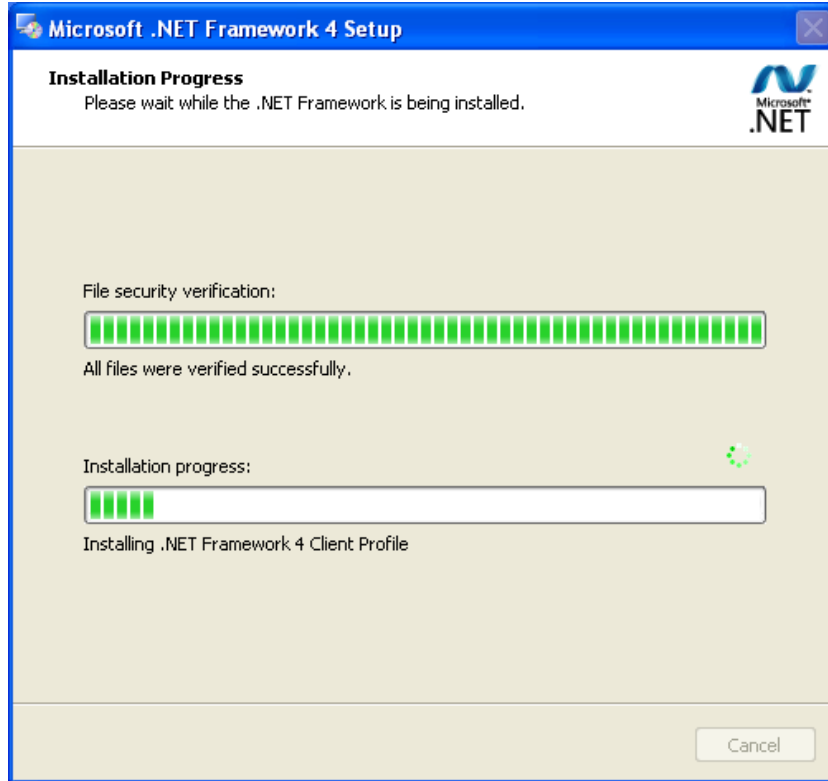 Microsoft .NET Framework 4 Setup
Installation Progress
Please wait while the .NET Framework is being installed.
Microsoft®
.NET
File security verification:
All files were verified successfully.
Installation progress:
Installing .NET Framework 4 Client Profile
Cancel